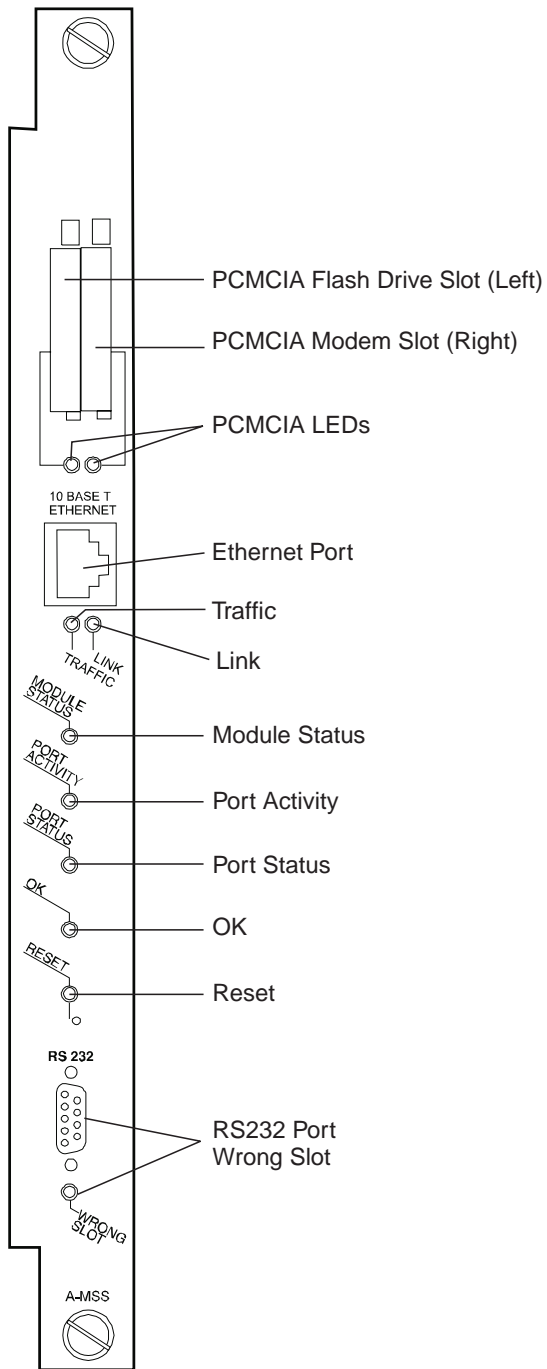 PCMCIA Flash Drive Slot (Left)
PCMCIA Modem Slot (Right)
PCMCIA LEDs
10 BASE T
ETHERNET
Ethernet Port
Traffic
Link
TRAFFIC
LINK
MODULE
STATUS
Module Status
PORT
ACTIVITY
Port Activity
PORT
STATUS
Port Status
OK
OK
RESET
Reset
RS 232
RS232 Port
Wrong Slot
WRONG
SLOT
A-MSS